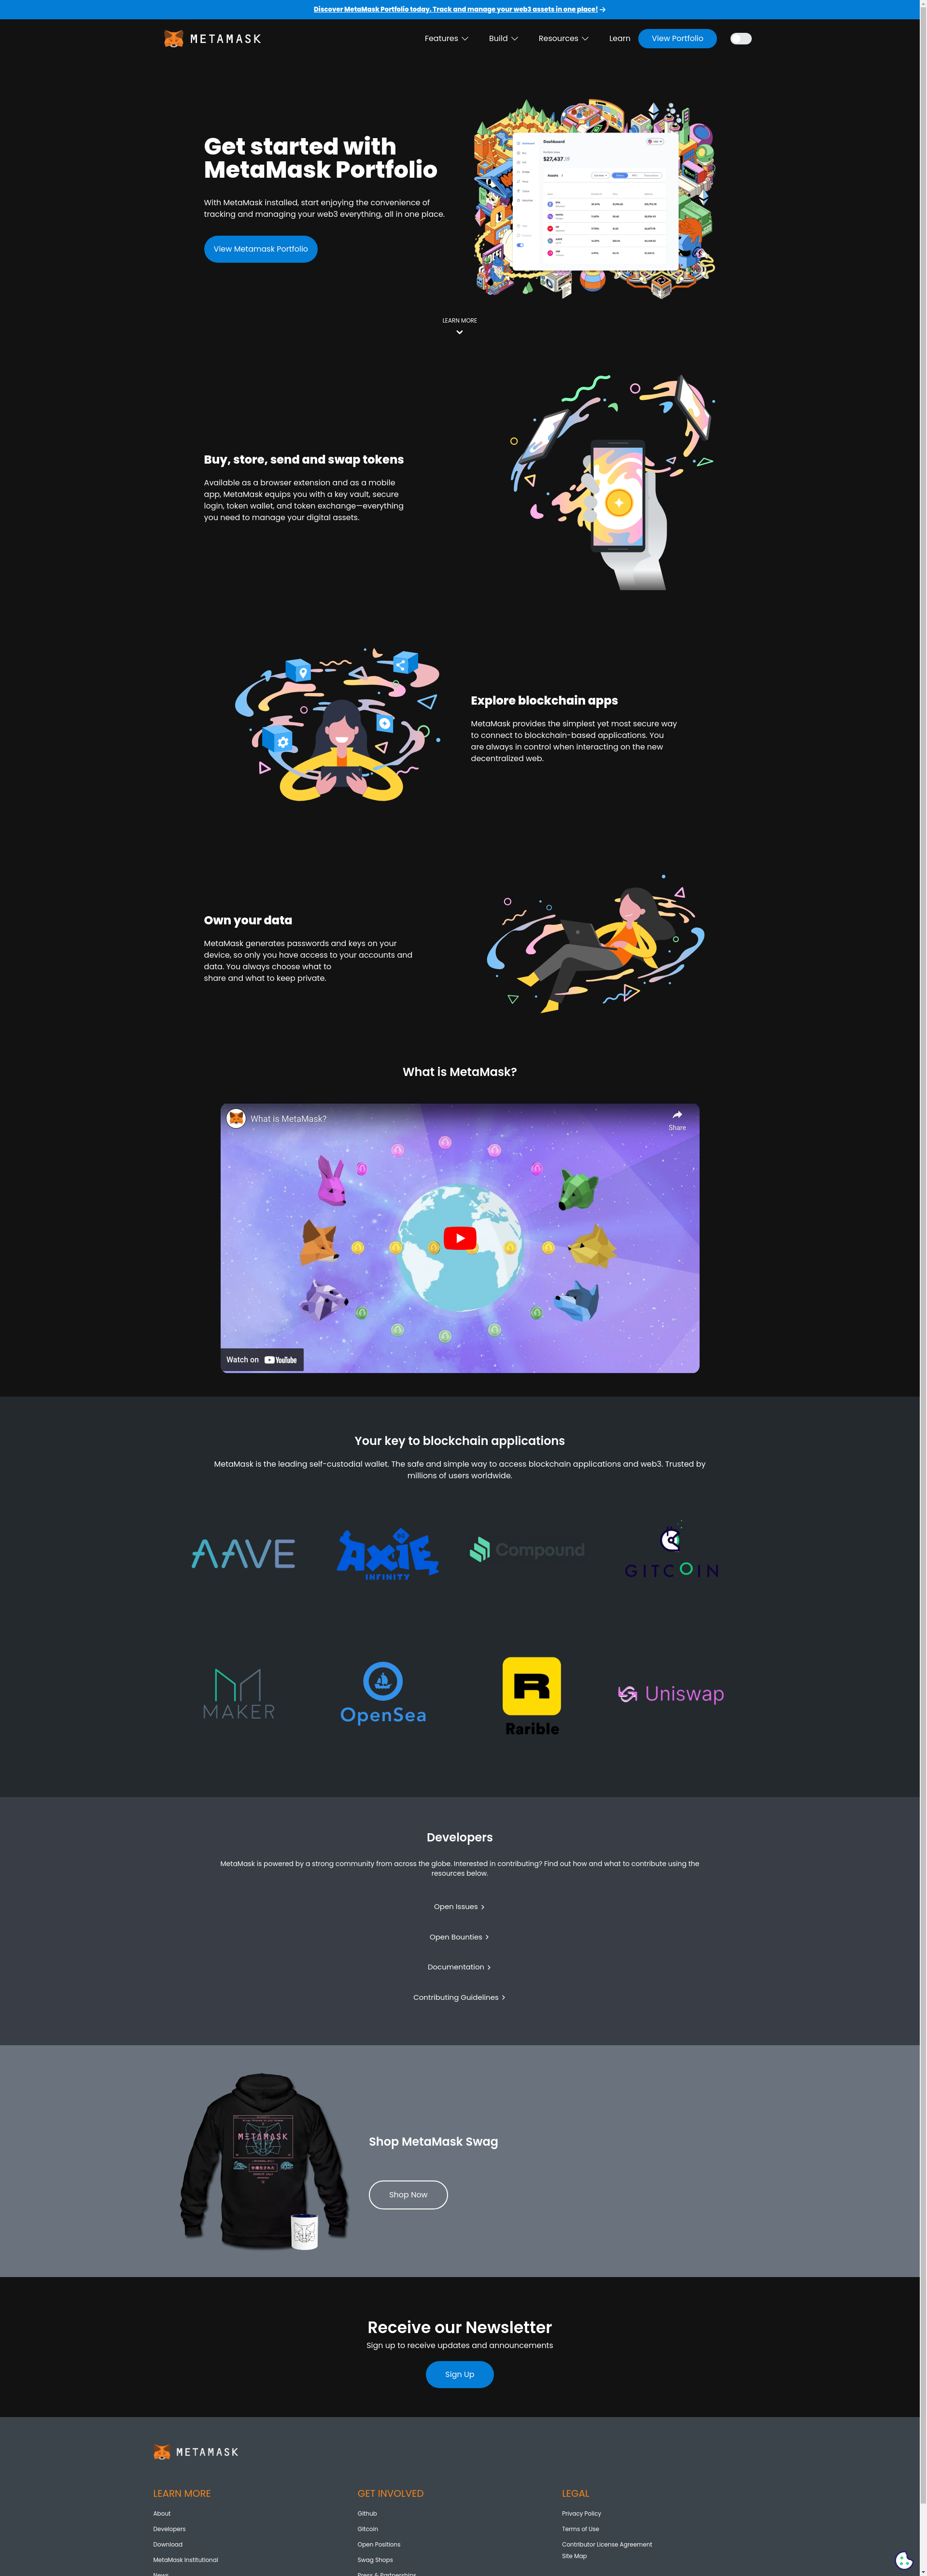 Discover MetaMask Portfolio today. Track and manage your web3 assets in one place!
METAMASK
Features
Build
Resources
Learn
View Portfolio
Get started with
MetaMask Portfolio
With MetaMask installed, start enjoying the convenience of
tracking and managing your web3 everything, all in one place.
View Metamask Portfolio
Dashboard
$27,437
Assets
LEARN MORE
Buy, store, send and swap tokens
Available as a browser extension and as a mobile
app, MetaMask equips you with a key vault, secure
login, token wallet, and token exchange—everything
you need to manage your digital assets.
Explore blockchain apps
MetaMask provides the simplest yet most secure way
to connect to blockchain-based applications. You
are always in control when interacting on the new
decentralized web.
Own your data
MetaMask generates passwords and keys on your
device, so only you have access to your accounts and
data. You always choose what to
share and what to keep private.
What is MetaMask?
What is MetaMask?
Share
Watch on YouTube
Your key to blockchain applications
MetaMask is the leading self-custodial wallet. The safe and simple way to access blockchain applications and web3. Trusted by
millions of users worldwide.
AAVE
AXIE
INFINITY
Compound
GITCOIN
MAKER
OpenSea
R
Rarible
Uniswap
Developers
MetaMask is powered by a strong community from across the globe. Interested in contributing? Find out how and what to contribute using the
resources below.
Open Issues
Open Bounties
Documentation
Contributing Guidelines
METAMASK
Shop MetaMask Swag
Shop Now
Receive our Newsletter
Sign up to receive updates and announcements
Sign Up
METAMASK
LEARN MORE
About
Developers
Download
MetaMask Institutional
News
GET INVOLVED
Github
Gitcoin
Open Positions
Swag Shops
Press & Partnerships
LEGAL
Privacy Policy
Terms of Use
Contributor License Agreement
Site Map